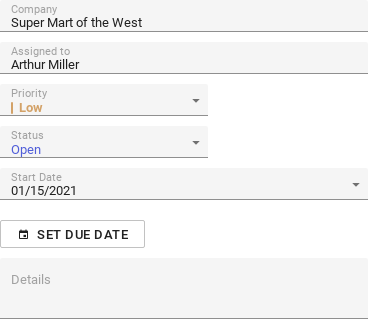 Company
Super Mart of the West
Assigned to
Arthur Miller
Priority
Low
Status
Open
Start Date
01/15/2021
SET DUE DATE
Details